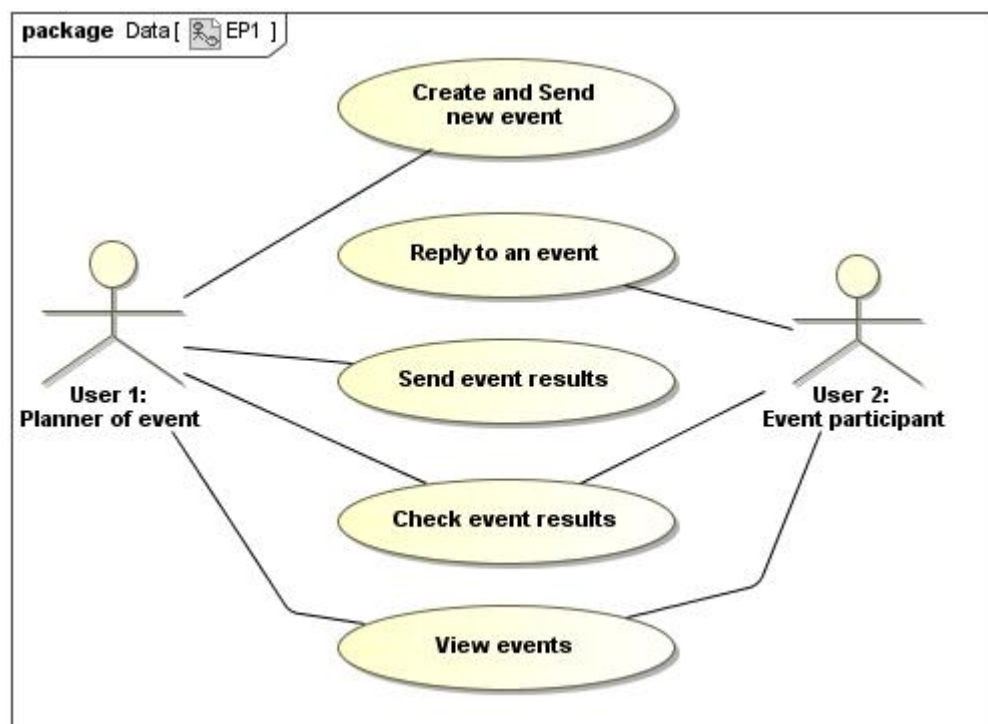 package Data [ EP1 ]
Create and Send
new event
Reply to an event
Send event results
User 1:
Planner of event
User 2:
Event participant
Check event results
View events